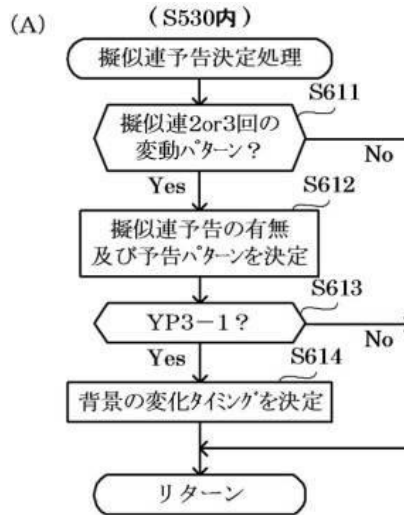 (A)
(S530内)
擬似連予告決定処理
S611
擬似連2or3回の
変動パターン？
No
Yes
S612
擬似連予告の有無
及び予告パターンを決定
S613
YP3－1？
No
Yes
S614
背景の変化タイミングを決定
リターン